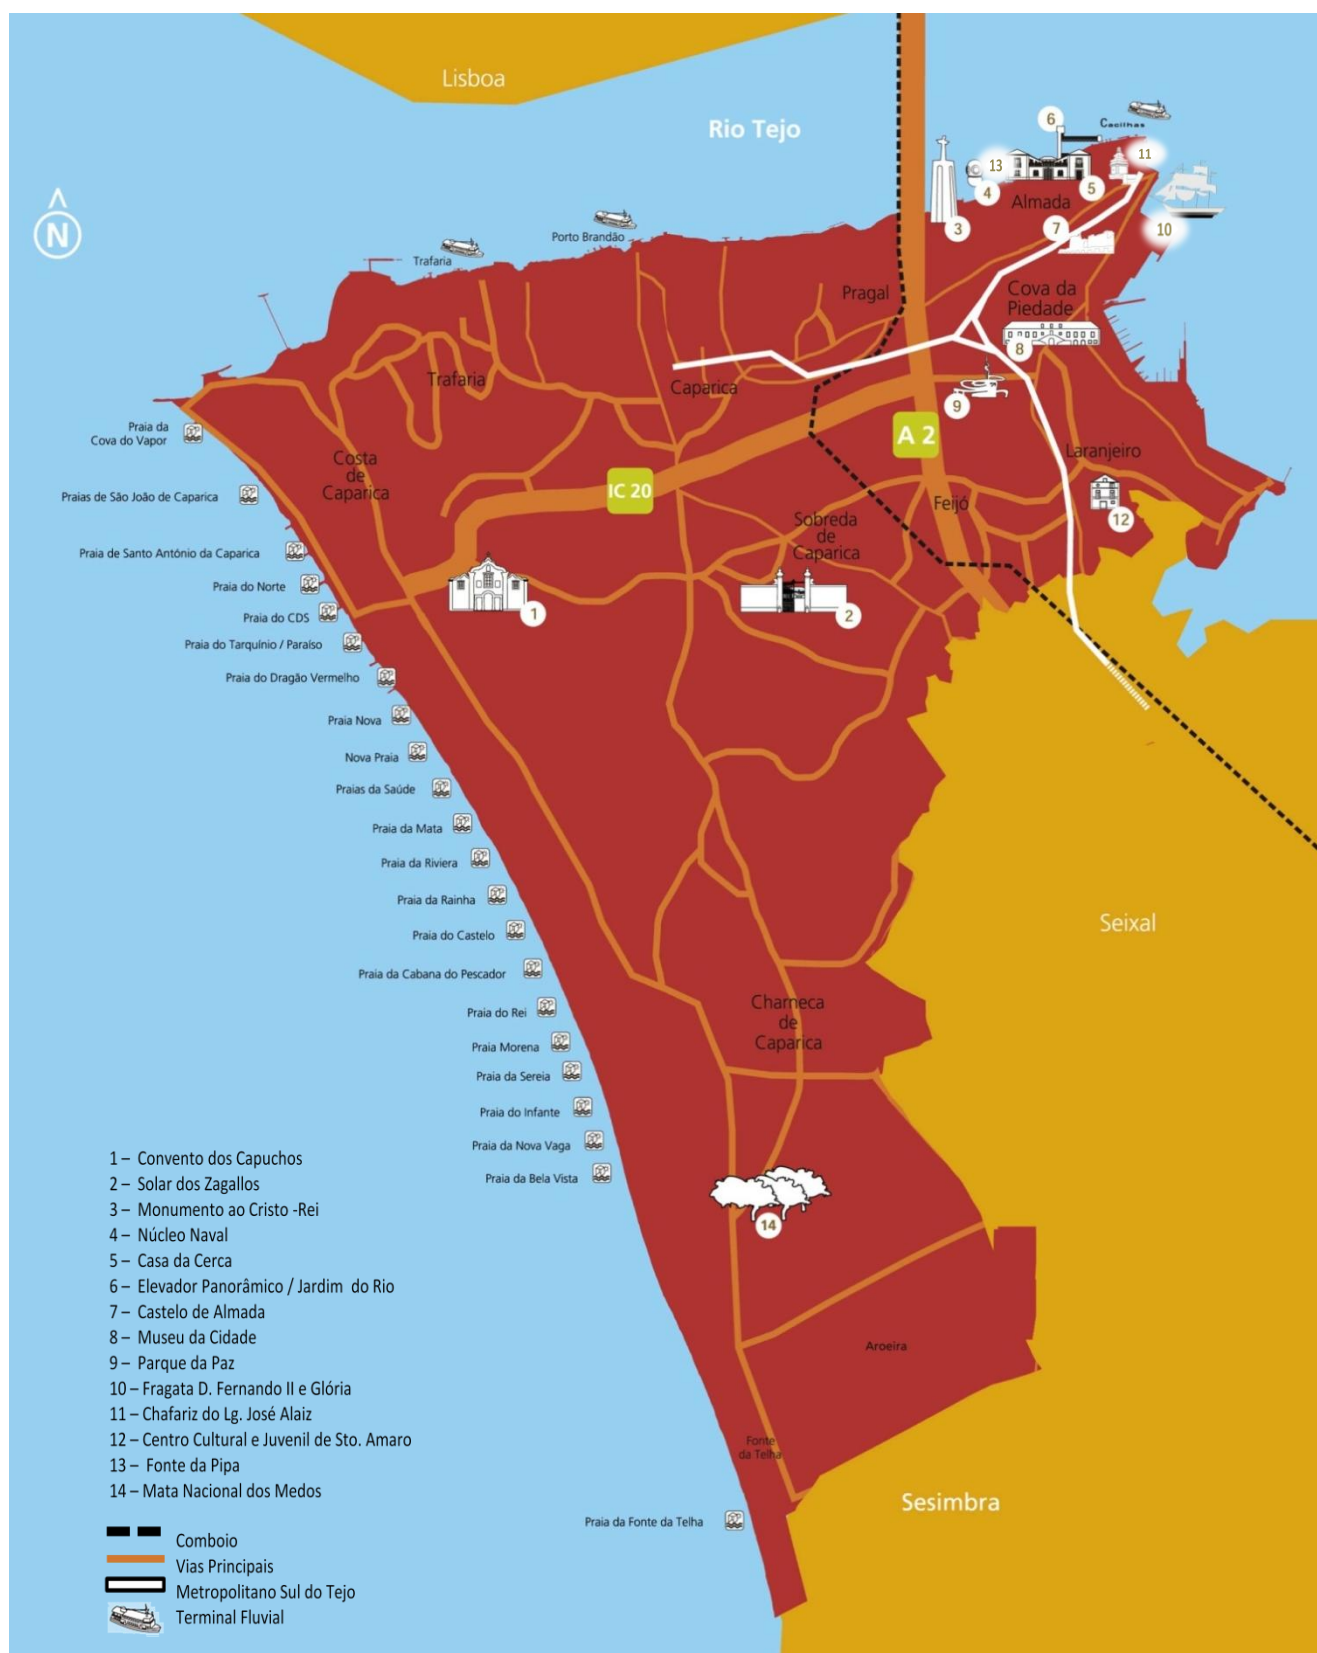 Lisboa
Rio Tejo
6
Cacilhas
13
11
4
5
Almada
3
7
10
N
Porto Brandão
Trafaria
Pragal
Cova da
Piedade
8
Trafaria
Caparica
9
A 2
Praia da
Cova do Vapor
Costa
de
Caparica
Laranjeiro
Praias de São João de Caparica
IC 20
Feijó
12
Sobreda
de
Caparica
Praia de Santo António da Caparica
Praia do Norte
1
2
Praia do CDS
Praia do Tarquínio / Paraíso
Praia do Dragão Vermelho
Praia Nova
Nova Praia
Praias da Saúde
Praia da Mata
Praia da Riviera
Praia da Rainha
Seixal
Praia do Castelo
Praia da Cabana do Pescador
Charneca
de
Caparica
Praia do Rei
Praia Morena
Praia da Sereia
Praia do Infante
Praia da Nova Vaga
Praia da Bela Vista
14
1 – Convento dos Capuchos
2 – Solar dos Zagallos
3 – Monumento ao Cristo -Rei
4 – Núcleo Naval
5 – Casa da Cerca
6 – Elevador Panorâmico / Jardim do Rio
7 – Castelo de Almada
8 – Museu da Cidade
9 – Parque da Paz
10 – Fragata D. Fernando II e Glória
11 – Chafariz do Lg. José Alaiz
12 – Centro Cultural e Juvenil de Sto. Amaro
13 – Fonte da Pipa
14 – Mata Nacional dos Medos
Aroeira
Fonte
da Telha
Sesimbra
Praia da Fonte da Telha
Comboio
Vias Principais
Metropolitano Sul do Tejo
Terminal Fluvial